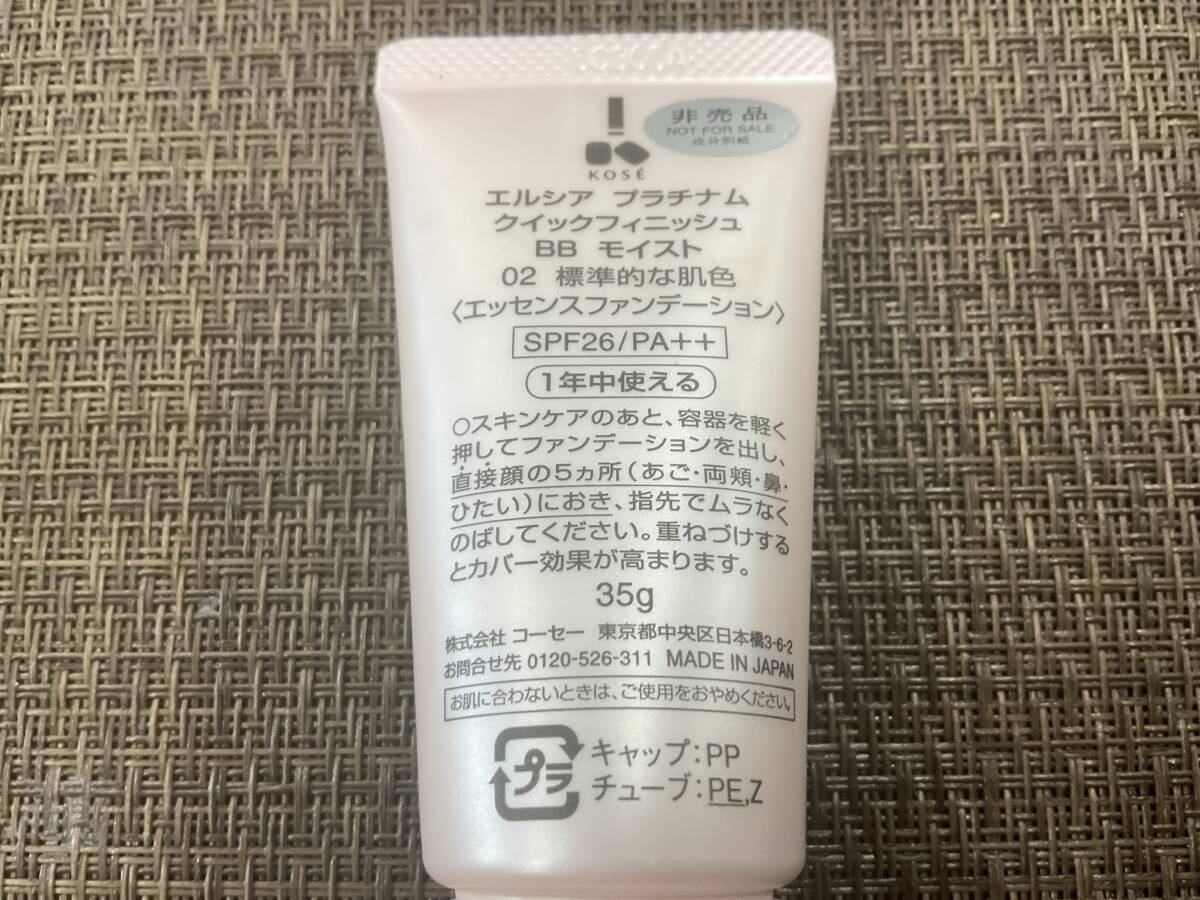 非売品
NOT FOR SALE
成分別紙
KOSÉ
エルシア プラチナム
クイックフィニッシュ
BB モイスト
02 標準的な肌色
〈エッセンスファンデーション〉
SPF26/PA++
1年中使える
○スキンケアのあと、容器を軽く
押してファンデーションを出し、
直接顔の5ヵ所(あご・両頬・鼻・
ひたい)におき、指先でムラなく
のばしてください。重ねづけする
とカバー効果が高まります。
35g
株式会社 コーセー 東京都中央区日本橋3-6-2
お問合せ先 0120-526-311 MADE IN JAPAN
お肌に合わないときは、ご使用をおやめください。
プラ
キャップ:PP
チューブ:PE,Z